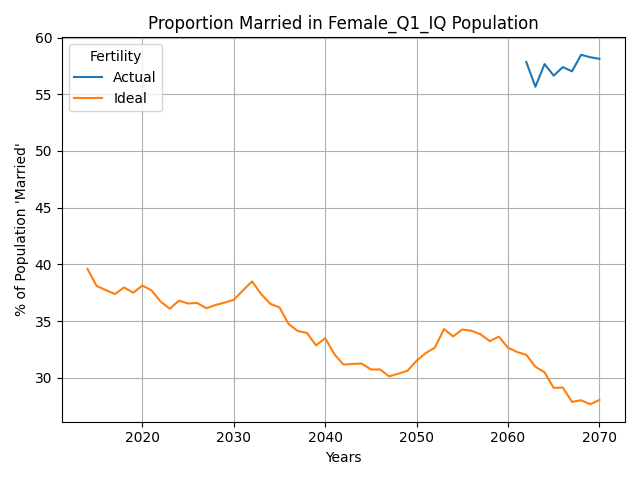 Proportion Married in Female_Q1_IQ Population
% of Population 'Married'
60
55
50
45
40
35
30
Fertility
Actual
Ideal
2020 2030 2040 2050 2060 2070
Years